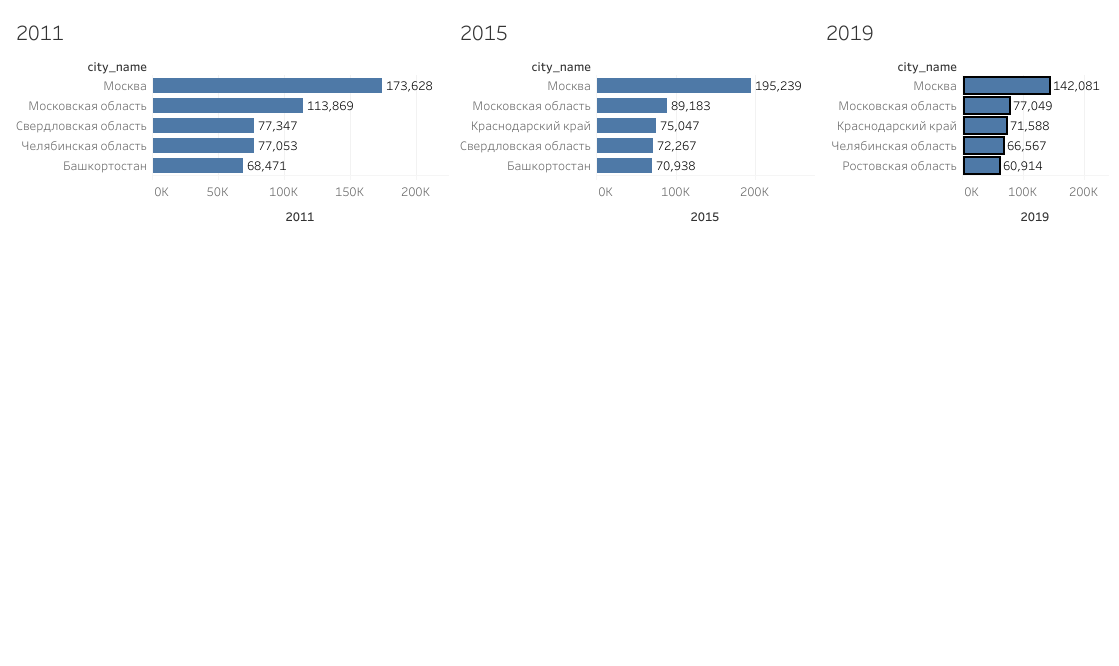 2011
city_name
Москва 173,628
Московская область 113,869
Свердловская область 77,347
Челябинская область 77,053
Башкортостан 68,471
0K 50K 100K 150K 200K
2011
2015
city_name
Москва 195,239
Московская область 89,183
Краснодарский край 75,047
Свердловская область 72,267
Башкортостан 70,938
0K 100K 200K
2015
2019
city_name
Москва 142,081
Московская область 77,049
Краснодарский край 71,588
Челябинская область 66,567
Ростовская область 60,914
0K 100K 200K
2019